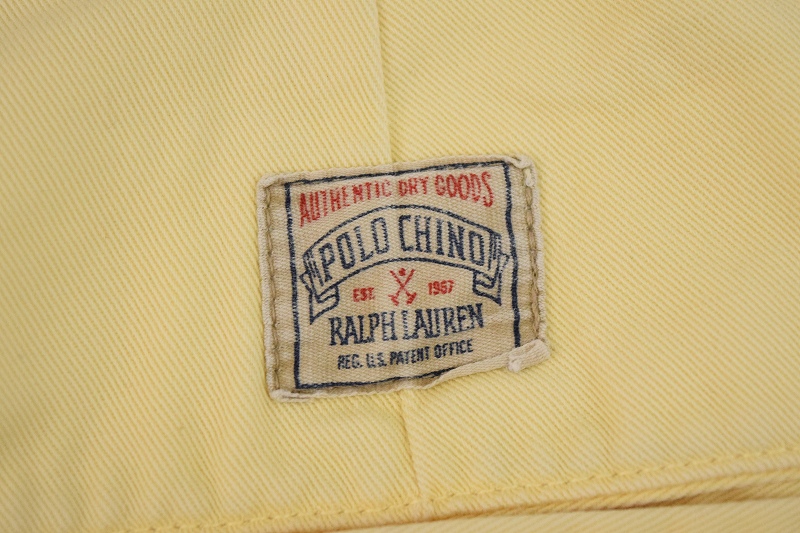 AUTHENTIC DRY GOODS
POLO CHINO
EST. 1967
RALPH LAUREN
REG. U.S. PATENT OFFICE